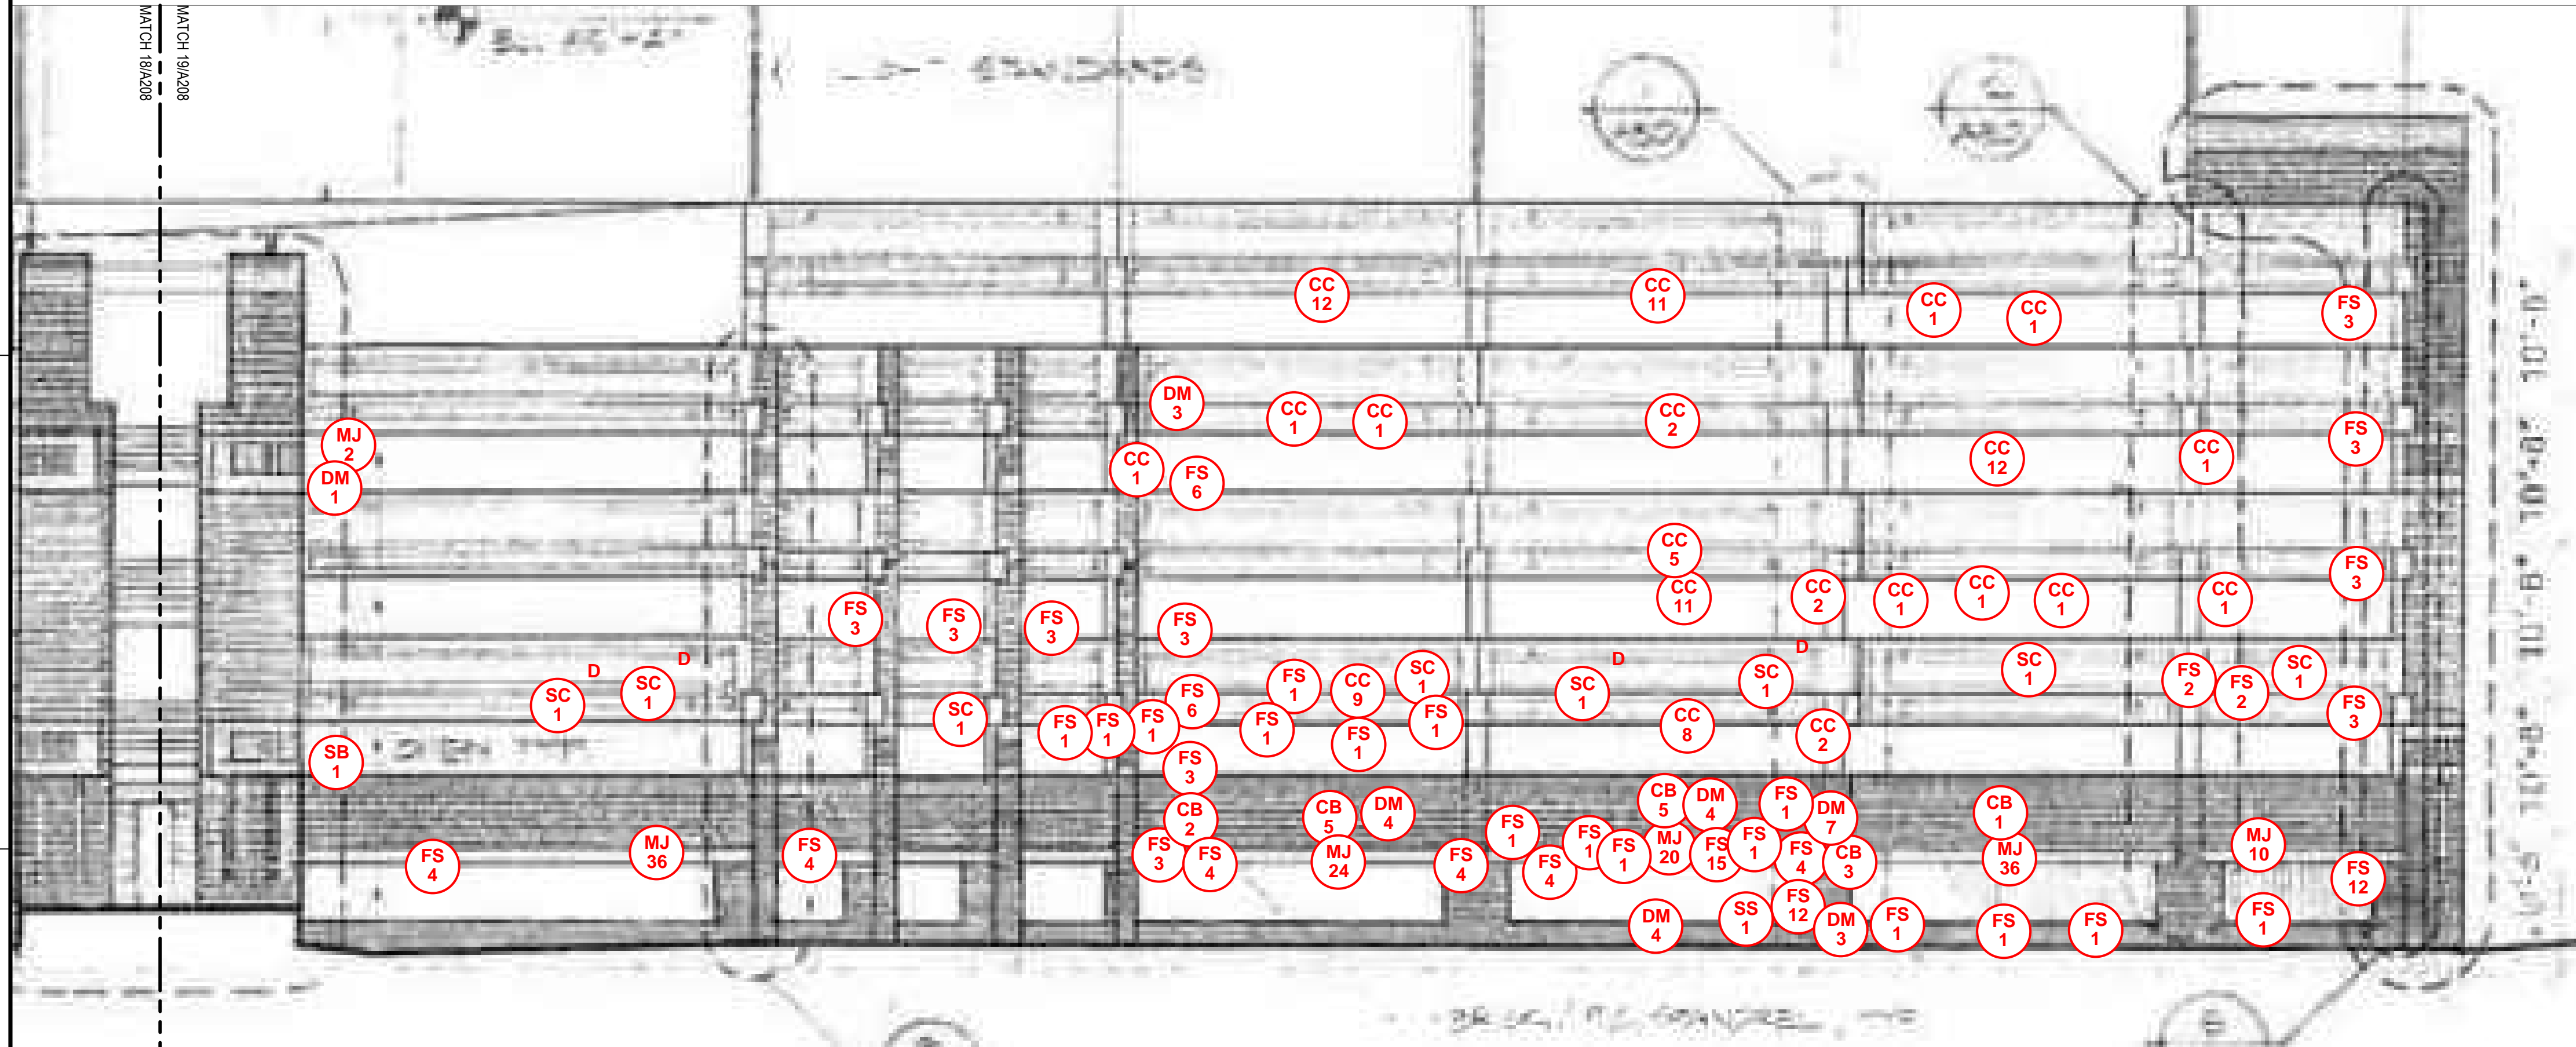 MATCH 18/A208
MATCH 19/A208
STANDARDS
CC 12
CC 11
CC 1
CC 1
FS 3
DM 3
CC 1
CC 1
CC 2
MJ 2
DM 1
CC 1
FS 6
CC 12
CC 1
FS 3
CC 5
CC 11
CC 2
CC 1
CC 1
CC 1
CC 1
FS 3
FS 3
FS 3
FS 3
FS 3
D
D
D
D
SC 1
SC 1
SC 1
FS 1
FS 1
FS 1
FS 6
FS 1
FS 1
CC 9
FS 1
SC 1
FS 1
SC 1
SC 1
CC 8
CC 2
SC 1
FS 2
FS 2
SC 1
FS 3
SB 1
FS 3
CB 2
CB 5
DM 4
CB 5
DM 4
FS 1
DM 7
CB 1
FS 4
MJ 36
FS 4
FS 3
FS 4
MJ 24
FS 4
FS 1
FS 4
FS 1
FS 1
MJ 20
FS 15
FS 1
FS 4
CB 3
MJ 36
MJ 10
FS 12
DM 4
SS 1
FS 12
DM 3
FS 1
FS 1
FS 1
FS 1